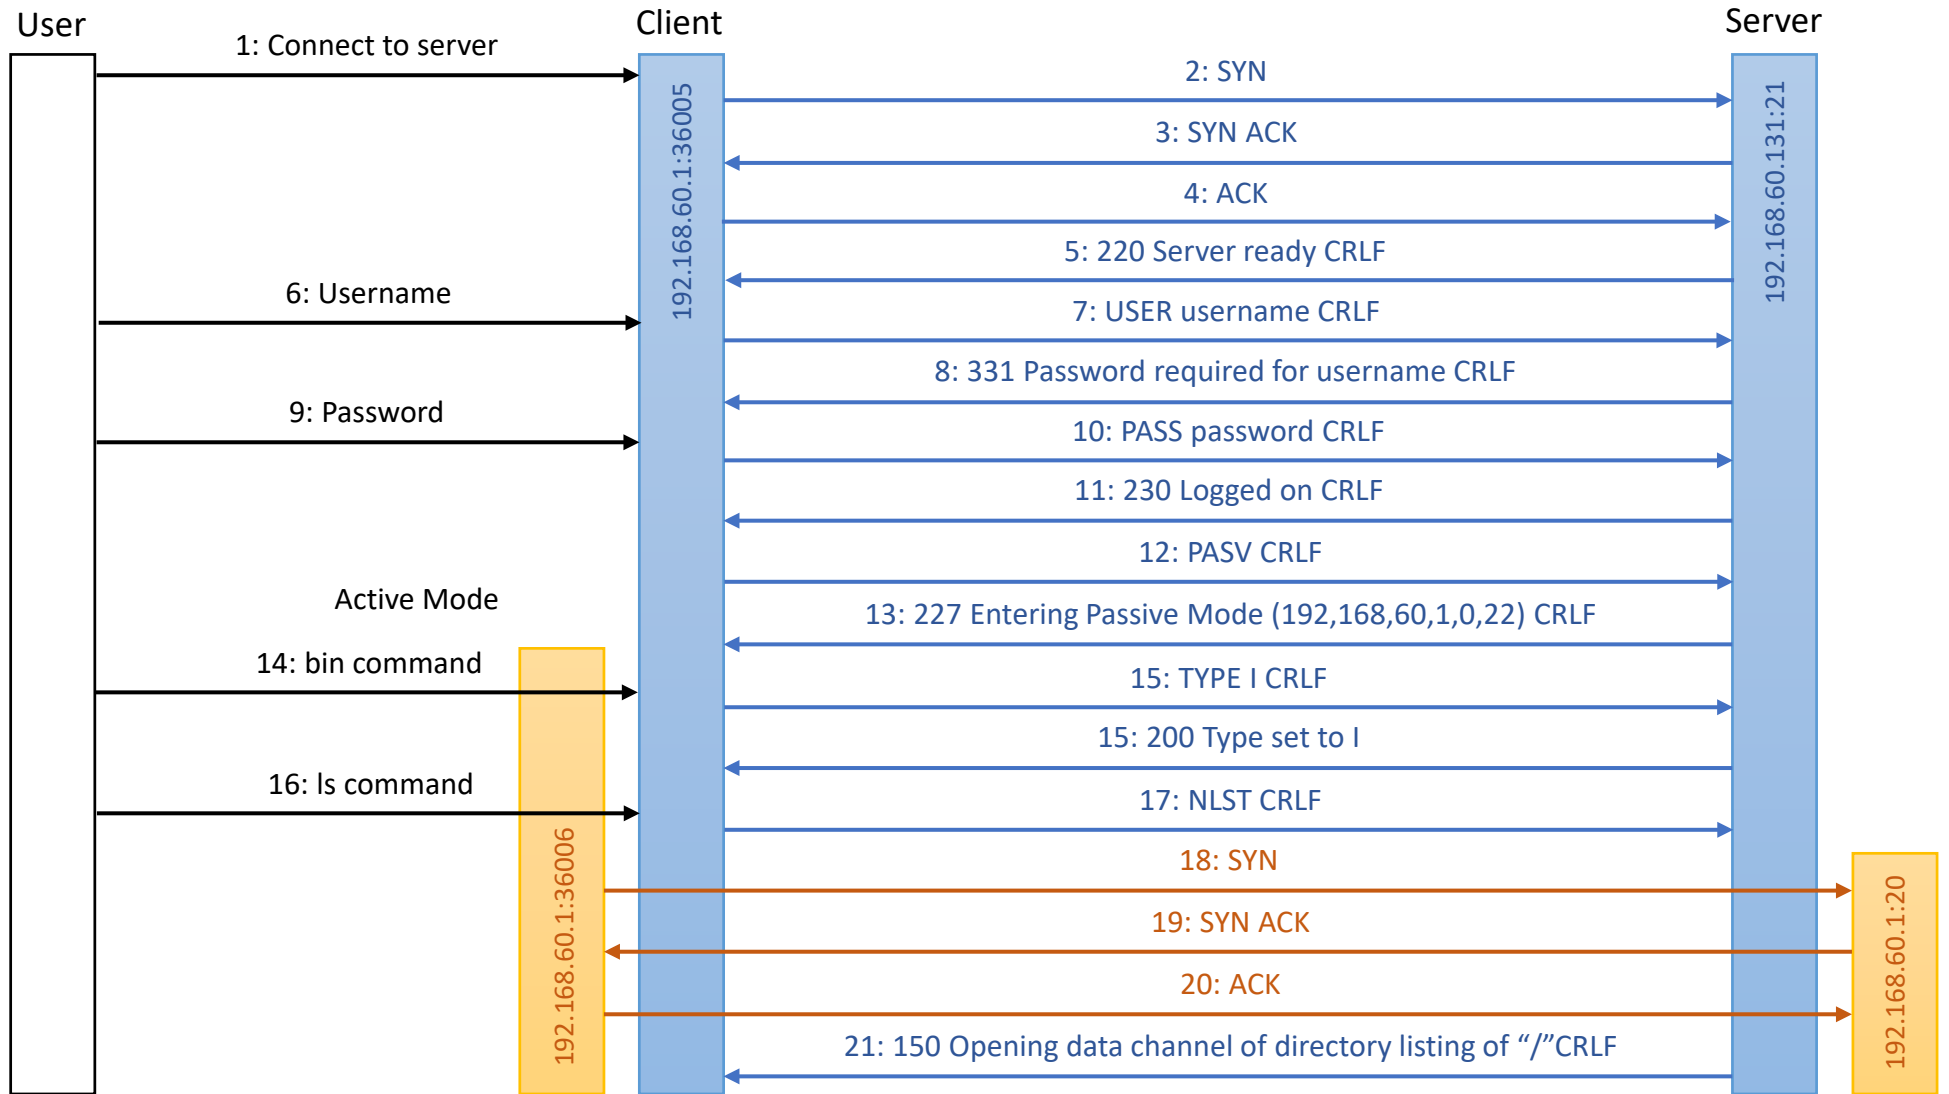 User
Client
Server
1: Connect to server
2: SYN
192.168.60.1:36005
192.168.60.131:21
3: SYN ACK
4: ACK
5: 220 Server ready CRLF
6: Username
7: USER username CRLF
8: 331 Password required for username CRLF
9: Password
10: PASS password CRLF
11: 230 Logged on CRLF
12: PASV CRLF
Active Mode
13: 227 Entering Passive Mode (192,168,60,1,0,22) CRLF
14: bin command
15: TYPE I CRLF
15: 200 Type set to I
16: ls command
17: NLST CRLF
192.168.60.1:36006
18: SYN
192.168.60.1:20
19: SYN ACK
20: ACK
21: 150 Opening data channel of directory listing of “/”CRLF